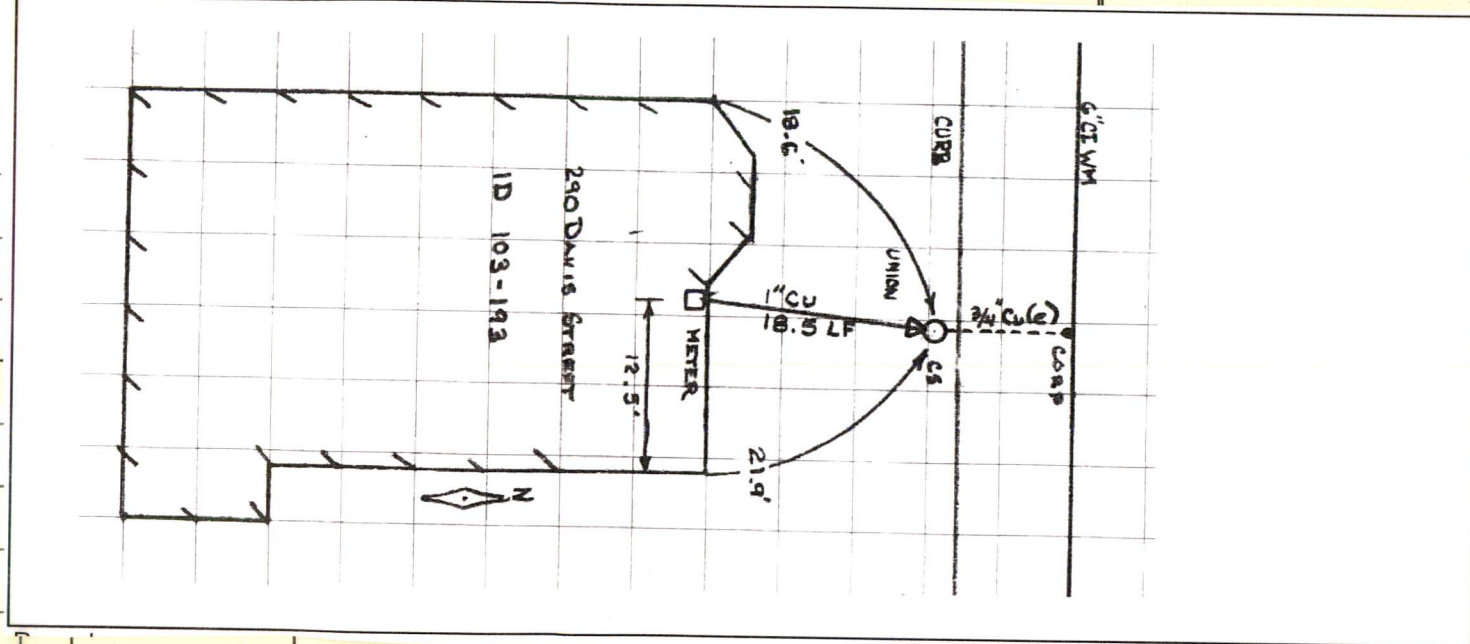 6"CI WM
CURB
18.6'
UNION
3/4" CU(E)
1"CU
18.5 LF
CS
CORP
METER
12.5'
21.9'
290 DAVIS STREET
ID 103-193
N